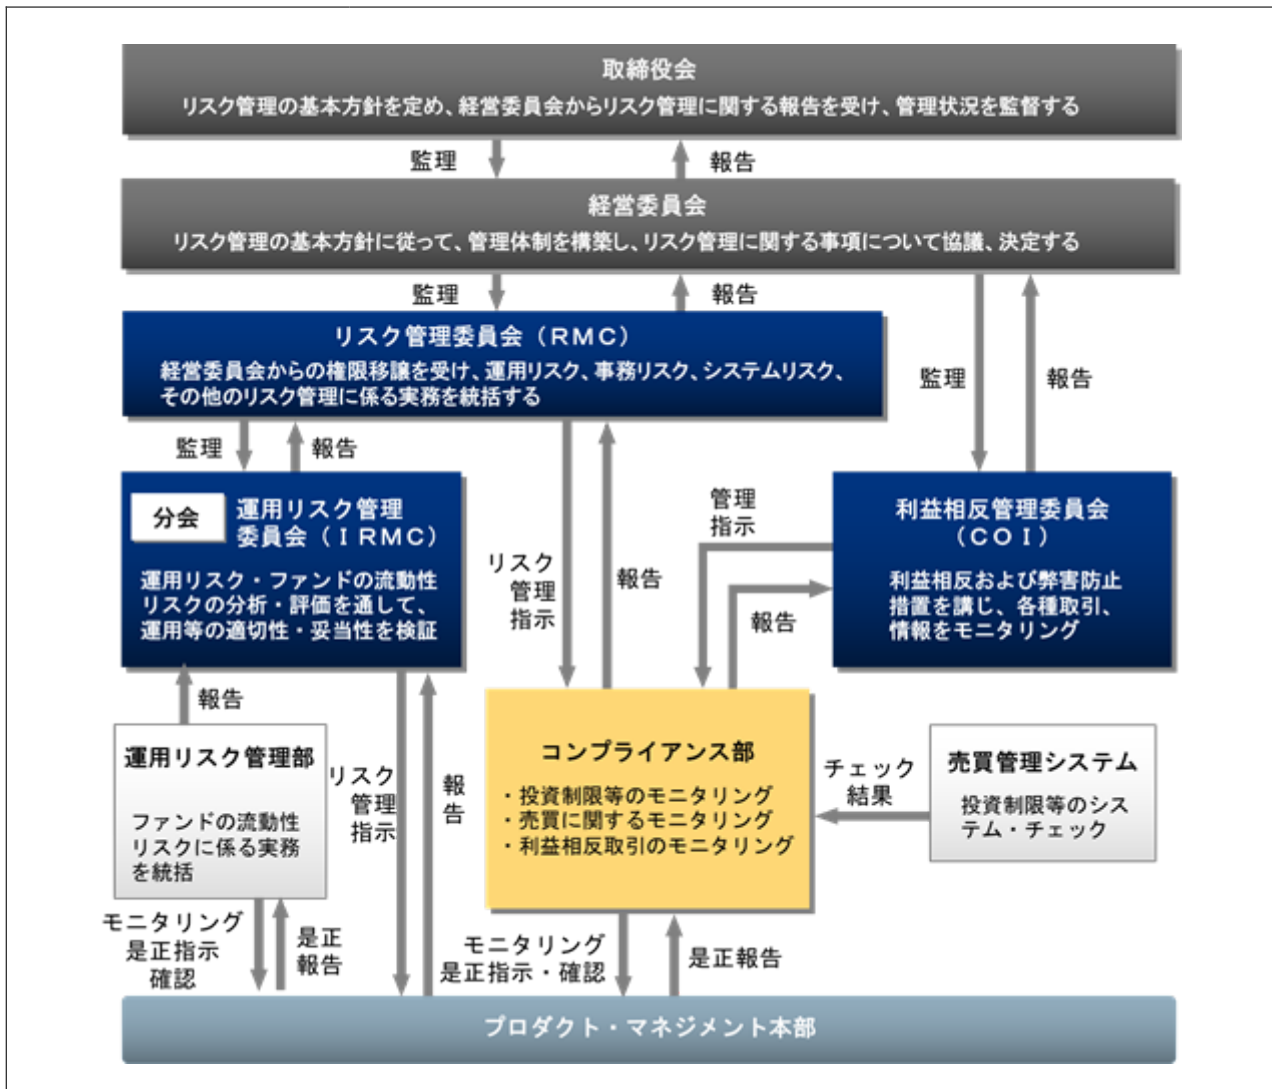 取締役会
リスク管理の基本方針を定め、経営委員会からリスク管理に関する報告を受け、管理状況を監督する
監理
報告
経営委員会
リスク管理の基本方針に従って、管理体制を構築し、リスク管理に関する事項について協議、決定する
監理
報告
リスク管理委員会（ＲＭＣ）
経営委員会からの権限移譲を受け、運用リスク、事務リスク、システムリスク、
その他のリスク管理に係る実務を統括する
監理
報告
監理
報告
分会
運用リスク管理
委員会（ＩＲＭＣ）
運用リスク・ファンドの流動性
リスクの分析・評価を通して、
運用等の適切性・妥当性を検証
リスク
管理
指示
報告
管理
指示
報告
利益相反管理委員会
（ＣＯＩ）
利益相反および弊害防止
措置を講じ、各種取引、
情報をモニタリング
報告
運用リスク管理部
ファンドの流動性
リスクに係る実務
を統括
リスク
管理
指示
報
告
コンプライアンス部
・投資制限等のモニタリング
・売買に関するモニタリング
・利益相反取引のモニタリング
チェック
結果
売買管理システム
投資制限等のシス
テム・チェック
モニタリング
是正指示
確認
是正
報告
モニタリング
是正指示・確認
是正報告
プロダクト・マネジメント本部